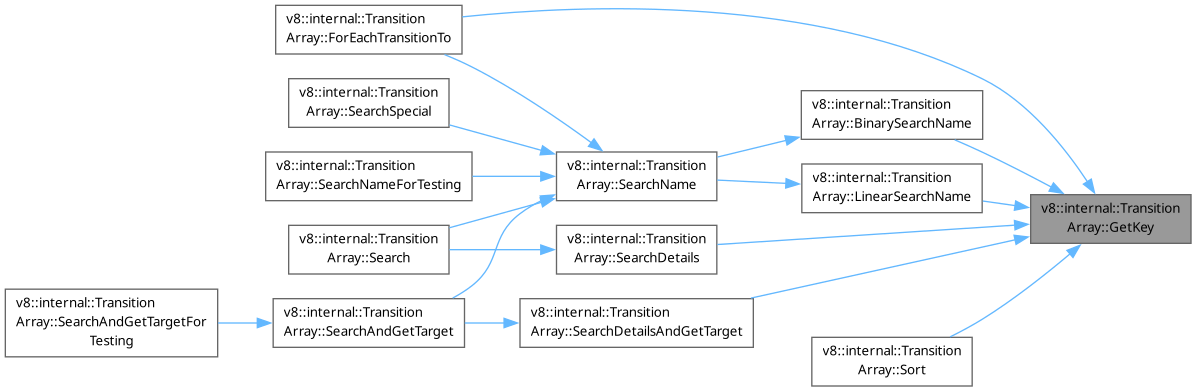 v8::internal::Transition
Array::ForEachTransitionTo
v8::internal::Transition
Array::SearchSpecial
v8::internal::Transition
Array::SearchNameForTesting
v8::internal::Transition
Array::Search
v8::internal::Transition
Array::SearchAndGetTargetFor
Testing
v8::internal::Transition
Array::SearchAndGetTarget
v8::internal::Transition
Array::SearchName
v8::internal::Transition
Array::SearchDetails
v8::internal::Transition
Array::SearchDetailsAndGetTarget
v8::internal::Transition
Array::BinarySearchName
v8::internal::Transition
Array::LinearSearchName
v8::internal::Transition
Array::Sort
v8::internal::Transition
Array::GetKey